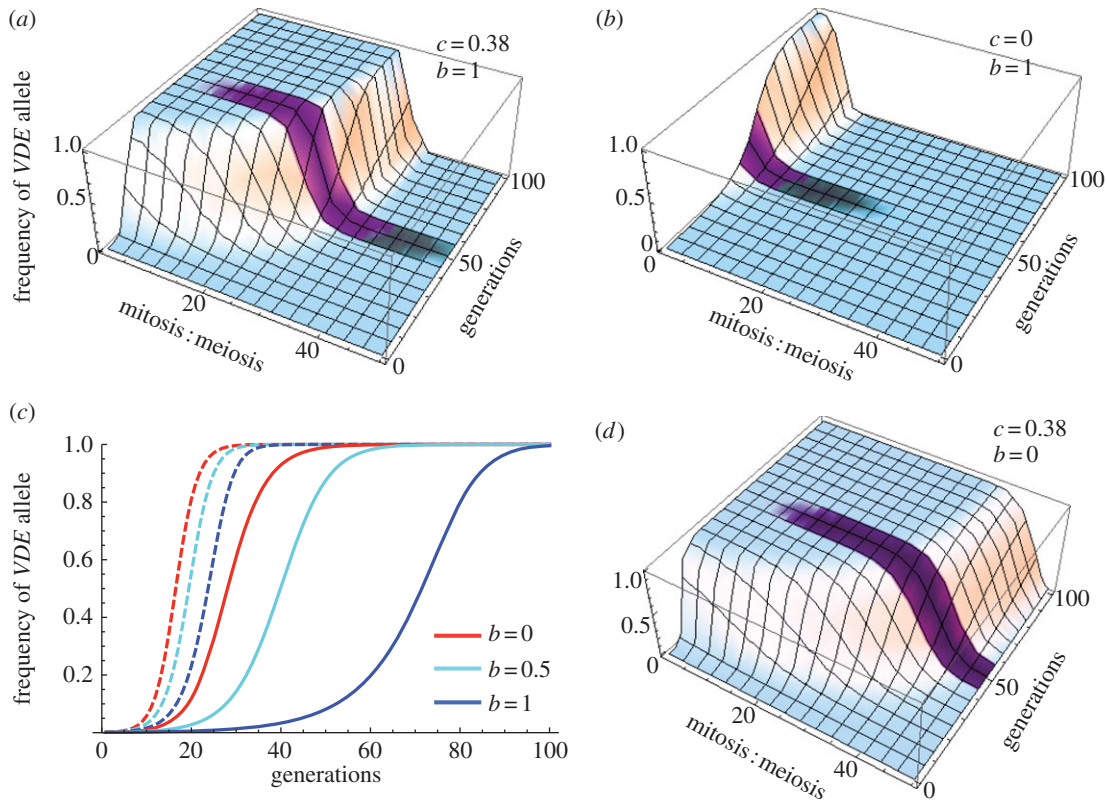 (a)
c=0.38
b=1
frequency of VDE allele
1.0
0.5
0
20
40
mitosis:meiosis
0
50
100
generations
(b)
c=0
b=1
1.0
0.5
0
20
40
mitosis:meiosis
0
50
100
generations
(c)
frequency of VDE allele
1.0
0.8
0.6
0.4
0.2
0
20
40
60
80
100
generations
b=0
b=0.5
b=1
(d)
c=0.38
b=0
1.0
0.5
0
20
40
mitosis:meiosis
0
50
100
generations